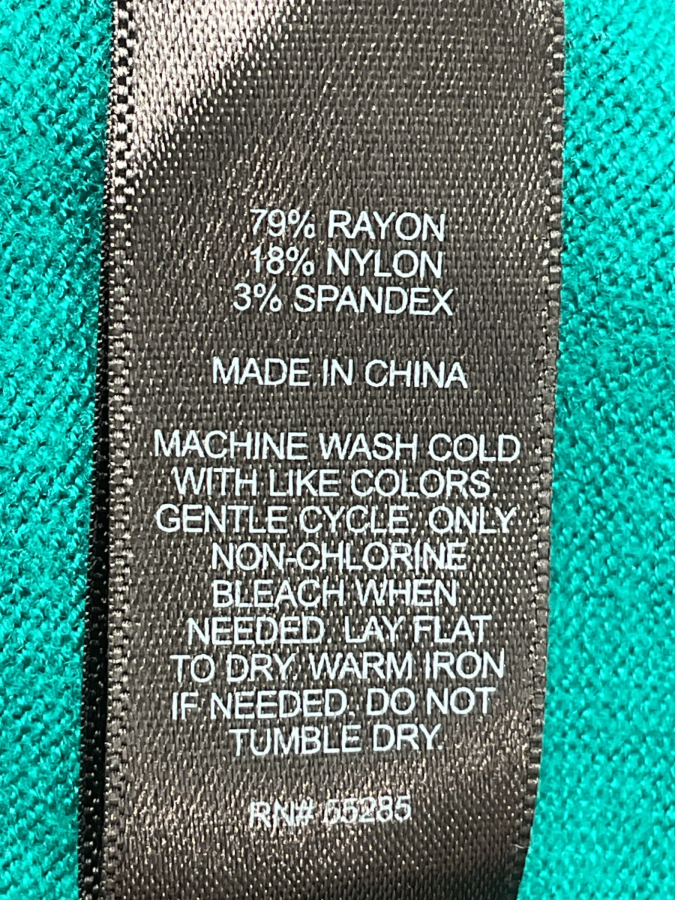 79% RAYON
18% NYLON
3% SPANDEX
MADE IN CHINA
MACHINE WASH COLD
WITH LIKE COLORS.
GENTLE CYCLE. ONLY
NON-CHLORINE
BLEACH WHEN
NEEDED. LAY FLAT
TO DRY. WARM IRON
IF NEEDED. DO NOT
TUMBLE DRY.
RN# 55285